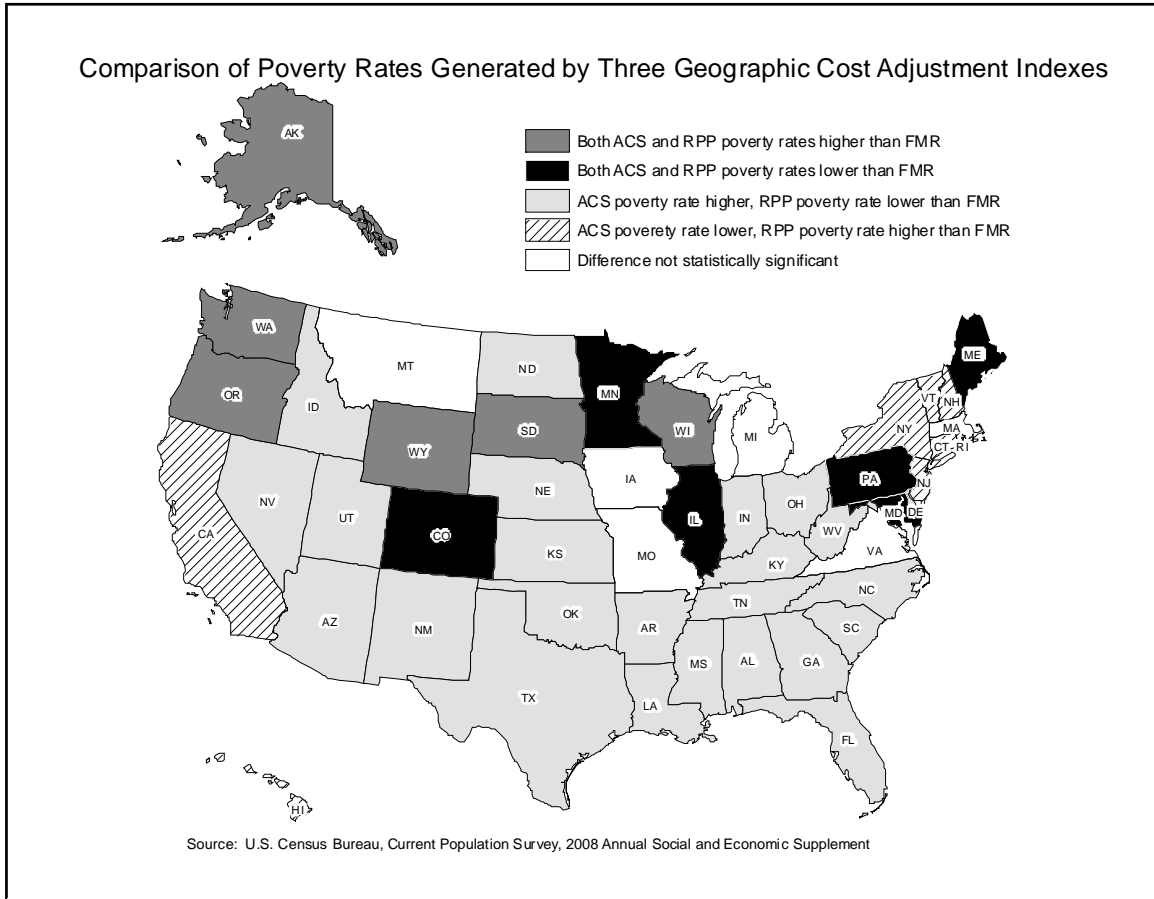 Comparison of Poverty Rates Generated by Three Geographic Cost Adjustment Indexes
AK
Both ACS and RPP poverty rates higher than FMR
Both ACS and RPP poverty rates lower than FMR
ACS poverty rate higher, RPP poverty rate lower than FMR
ACS poverety rate lower, RPP poverty rate higher than FMR
Difference not statistically significant
WA
MT
ND
MN
ME
OR
ID
SD
WI
MI
VT
NH
NY
MA
CT
RI
WY
IA
PA
NJ
NE
NV
UT
CO
IL
IN
OH
MD
DE
WV
VA
CA
KS
MO
KY
AZ
NM
OK
AR
TN
NC
SC
MS
AL
GA
TX
LA
FL
HI
Source: U.S. Census Bureau, Current Population Survey, 2008 Annual Social and Economic Supplement